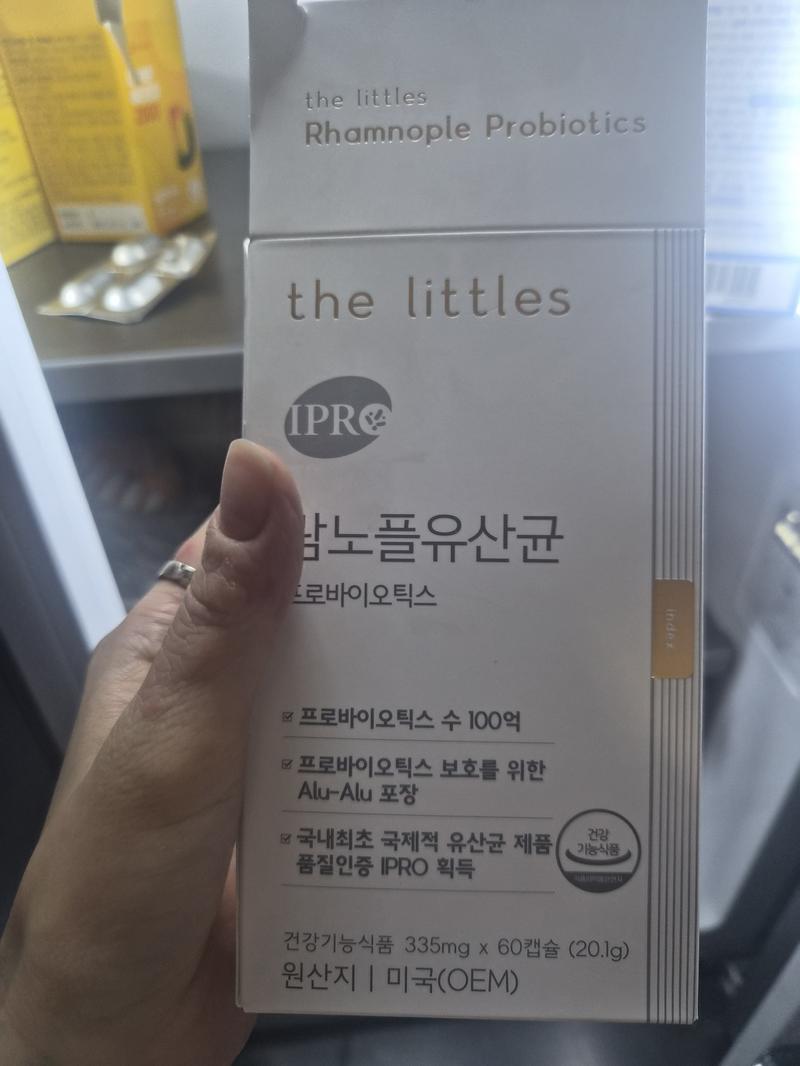 the littles
Rhamnople Probiotics
the littles
IPRO
노플유산균
프로바이오틱스
index
프로바이오틱스 수 100억
프로바이오틱스 보호를 위한
Alu-Alu 포장
국내최초 국제적 유산균 제품
품질인증 IPRO 획득
건강
기능식품
건강기능식품 335mg x 60캡슐 (20.1g)
원산지 | 미국(OEM)